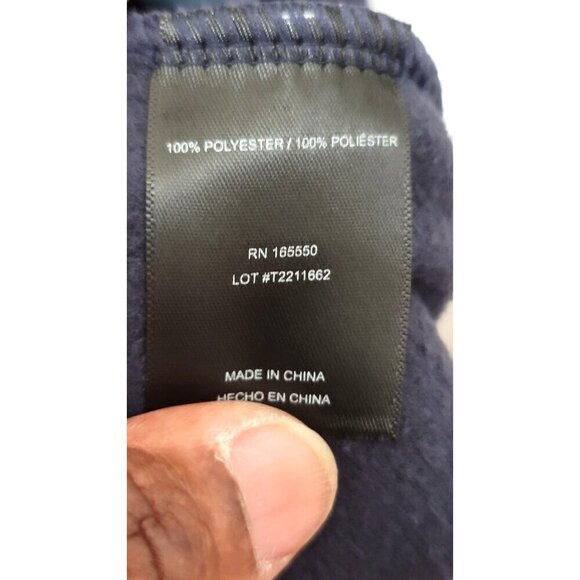 100% POLYESTER / 100% POLIÉSTER
RN 165550
LOT #T2211662
MADE IN CHINA
HECHO EN CHINA